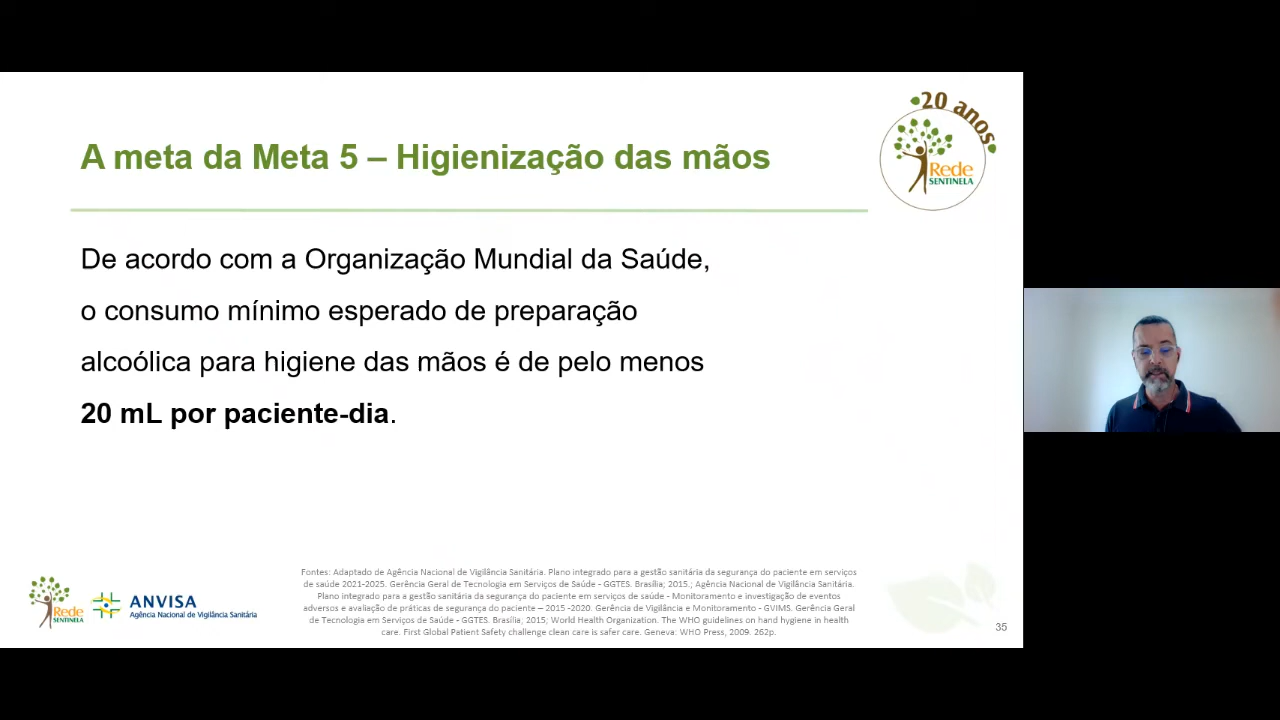 20 anos
Rede
SENTINELA
A meta da Meta 5 – Higienização das mãos
De acordo com a Organização Mundial da Saúde,
o consumo mínimo esperado de preparação
alcoólica para higiene das mãos é de pelo menos
20 mL por paciente-dia.
Rede
SENTINELA
ANVISA
Agência Nacional de Vigilância Sanitária
Fontes: Adaptado de Agência Nacional de Vigilância Sanitária. Plano integrado para a gestão sanitária da segurança do paciente em serviços
de saúde 2021-2025. Gerência Geral de Tecnologia em Serviços de Saúde - GGTES. Brasília; 2015.; Agência Nacional de Vigilância Sanitária.
Plano integrado para a gestão sanitária da segurança do paciente em serviços de saúde - Monitoramento e investigação de eventos
adversos e avaliação de práticas de segurança do paciente – 2015 -2020. Gerência de Vigilância e Monitoramento - GVIMS. Gerência Geral
de Tecnologia em Serviços de Saúde - GGTES. Brasília, 2015; World Health Organization. The WHO guidelines on hand hygiene in health
care. First Global Patient Safety challenge clean care is safer care. Geneva: WHO Press, 2009. 262p.
35